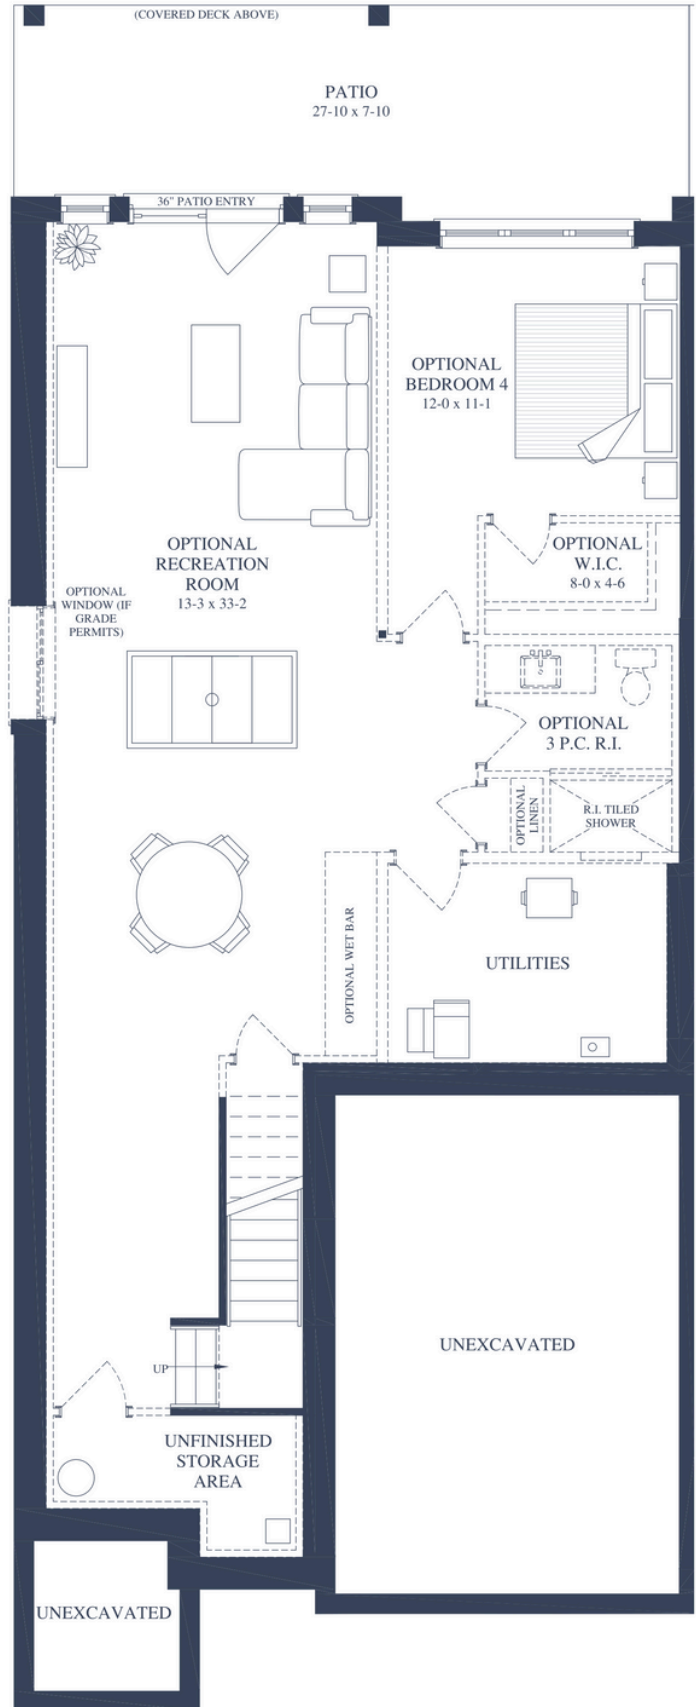 (COVERED DECK ABOVE)
PATIO
27-10 x 7-10
36" PATIO ENTRY
OPTIONAL
BEDROOM 4
12-0 x 11-1
OPTIONAL
RECREATION
ROOM
13-3 x 33-2
OPTIONAL
W.I.C.
8-0 x 4-6
OPTIONAL
WINDOW (IF
GRADE
PERMITS)
OPTIONAL
3 P.C. R.I.
OPTIONAL
LINEN
R.I. TILED
SHOWER
OPTIONAL WET BAR
UTILITIES
UP
UNEXCAVATED
UNFINISHED
STORAGE
AREA
UNEXCAVATED